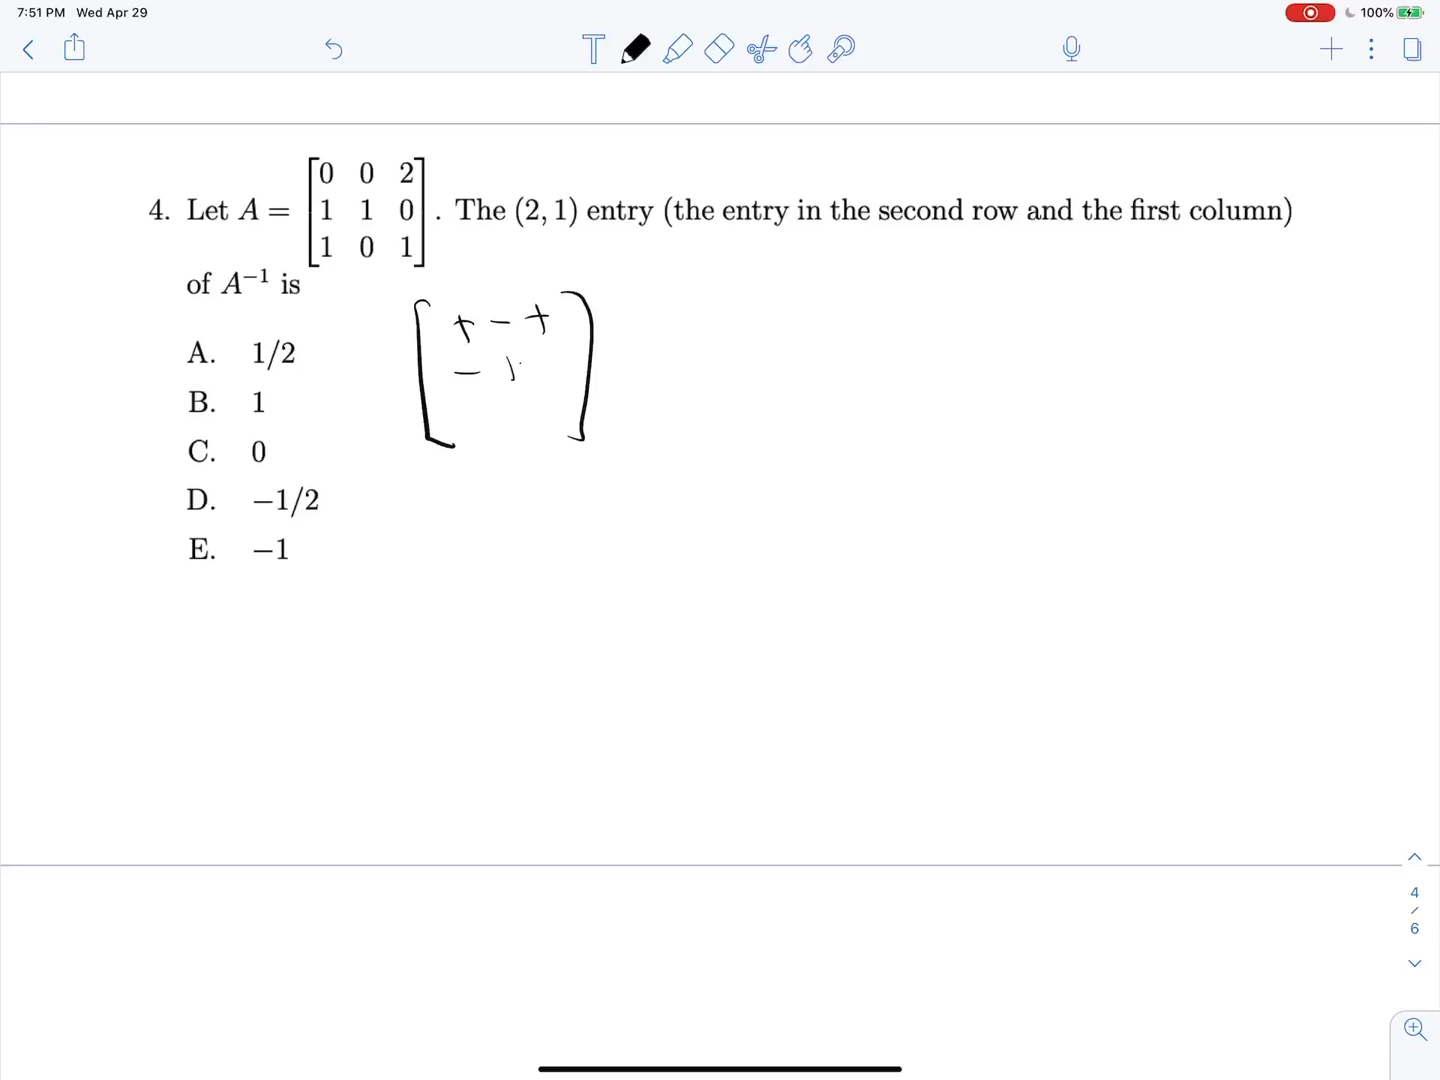 7:51 PM Wed Apr 29
100%
T
4. Let A = [0 0 2
1 1 0
1 0 1]. The (2, 1) entry (the entry in the second row and the first column)
of A⁻¹ is
A. 1/2
B. 1
C. 0
D. −1/2
E. −1
+ − +
−
4
/
6